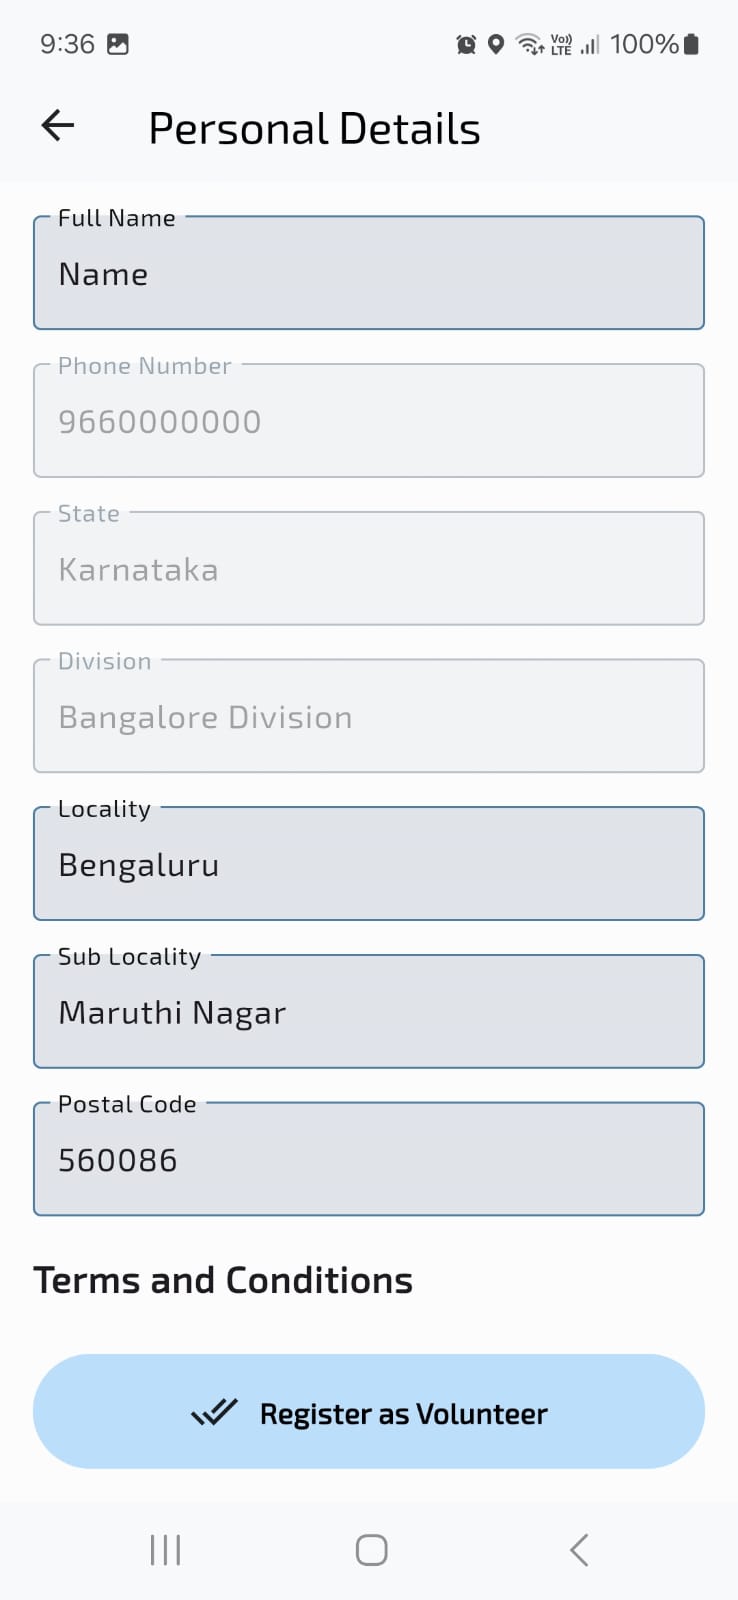 9:36 Vo)) LTE 100%
Personal Details
Full Name
Name
Phone Number
9660000000
State
Karnataka
Division
Bangalore Division
Locality
Bengaluru
Sub Locality
Maruthi Nagar
Postal Code
560086
Terms and Conditions
Register as Volunteer